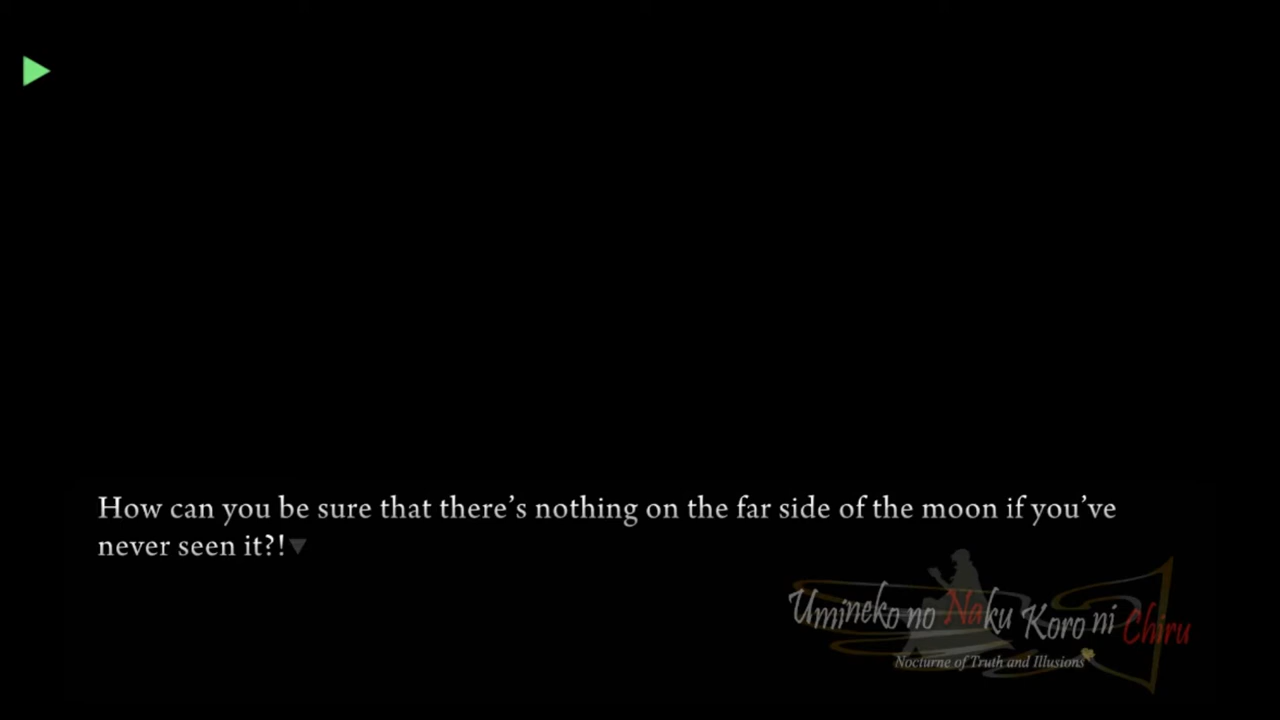 How can you be sure that there's nothing on the far side of the moon if you've
never seen it?!
Umineko no Naku Koro ni Chiru
Nocturne of Truth and Illusions